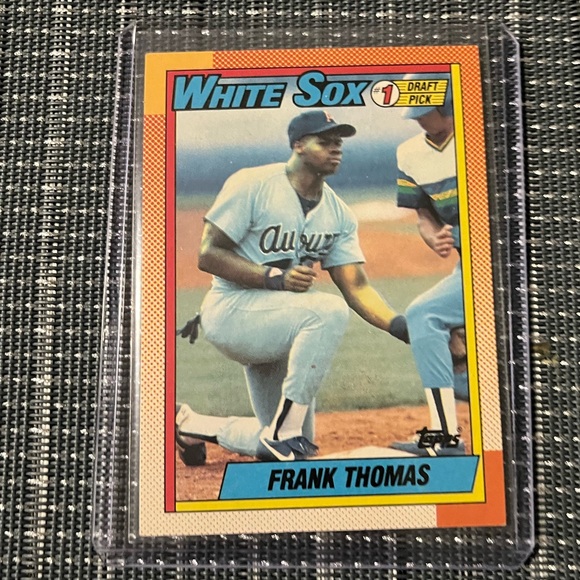 WHITE SOX #1 DRAFT PICK
Auburn
Topps®
FRANK THOMAS